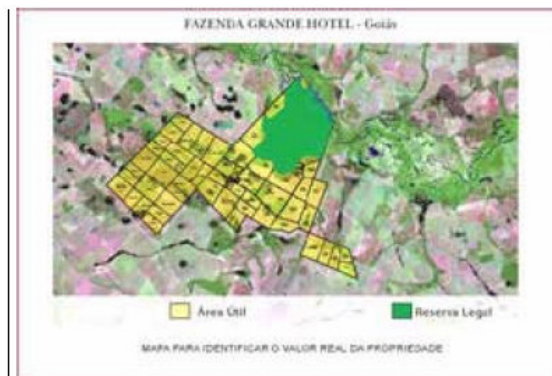 FAZENDA GRANDE HOTEL - Goiás
Área Útil
Reserva Legal
MAPA PARA IDENTIFICAR O VALOR REAL DA PROPRIEDADE